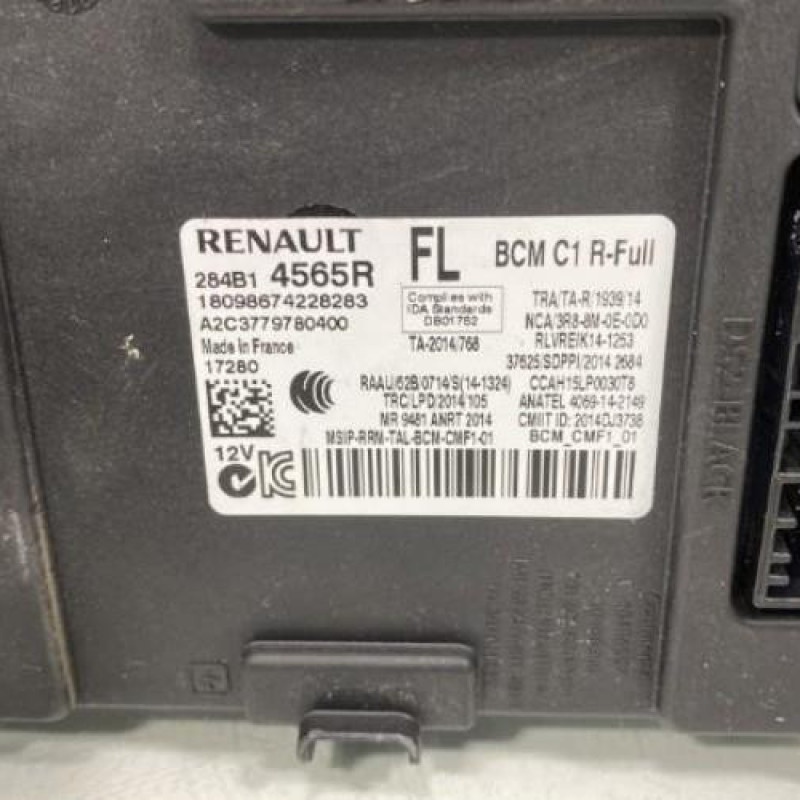 RENAULT FL BCM C1 R-Full
284B1 4565R
18098674228283
A2C3779780400
Made in France
17280
Complies with
IDA Standards
DB01752
TA-2014/768
TRA/TA-R/1939/14
NCA/3R8-8M-0E-0D0
RLVREIK14-1253
37625/SDPPI/2014 2684
RAAU/62B/0714/S(14-1324) CCAH15LP0030T8
TRC/LPD/2014/105 ANATEL 4069-14-2149
MR 9481 ANRT 2014 CMIIT ID: 2014DJ3738
MSIP-RRM-TAL-BCM-CMF1-01 BCM_CMF1_01
12V
BLACK